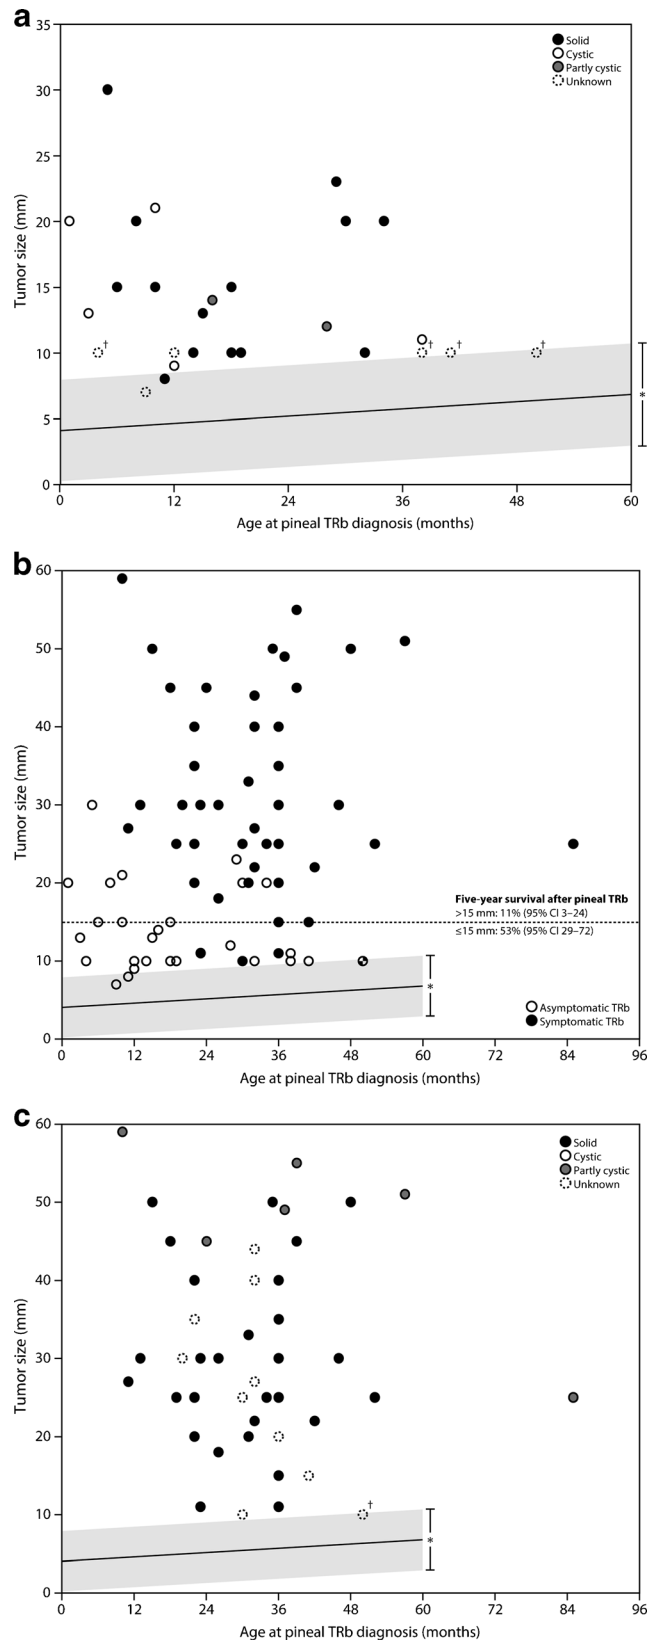 a
35
30
25
20
15
10
5
0
Tumor size (mm)
Solid
Cystic
Partly cystic
Unknown
†
†
†
†
*
0
12
24
36
48
60
Age at pineal TRb diagnosis (months)
b
60
50
40
30
20
10
0
Tumor size (mm)
Five-year survival after pineal TRb
>15 mm: 11% (95% CI 3–24)
≤15 mm: 53% (95% CI 29–72)
*
Asymptomatic TRb
Symptomatic TRb
0
12
24
36
48
60
72
84
96
Age at pineal TRb diagnosis (months)
c
60
50
40
30
20
10
0
Tumor size (mm)
Solid
Cystic
Partly cystic
Unknown
†
*
0
12
24
36
48
60
72
84
96
Age at pineal TRb diagnosis (months)